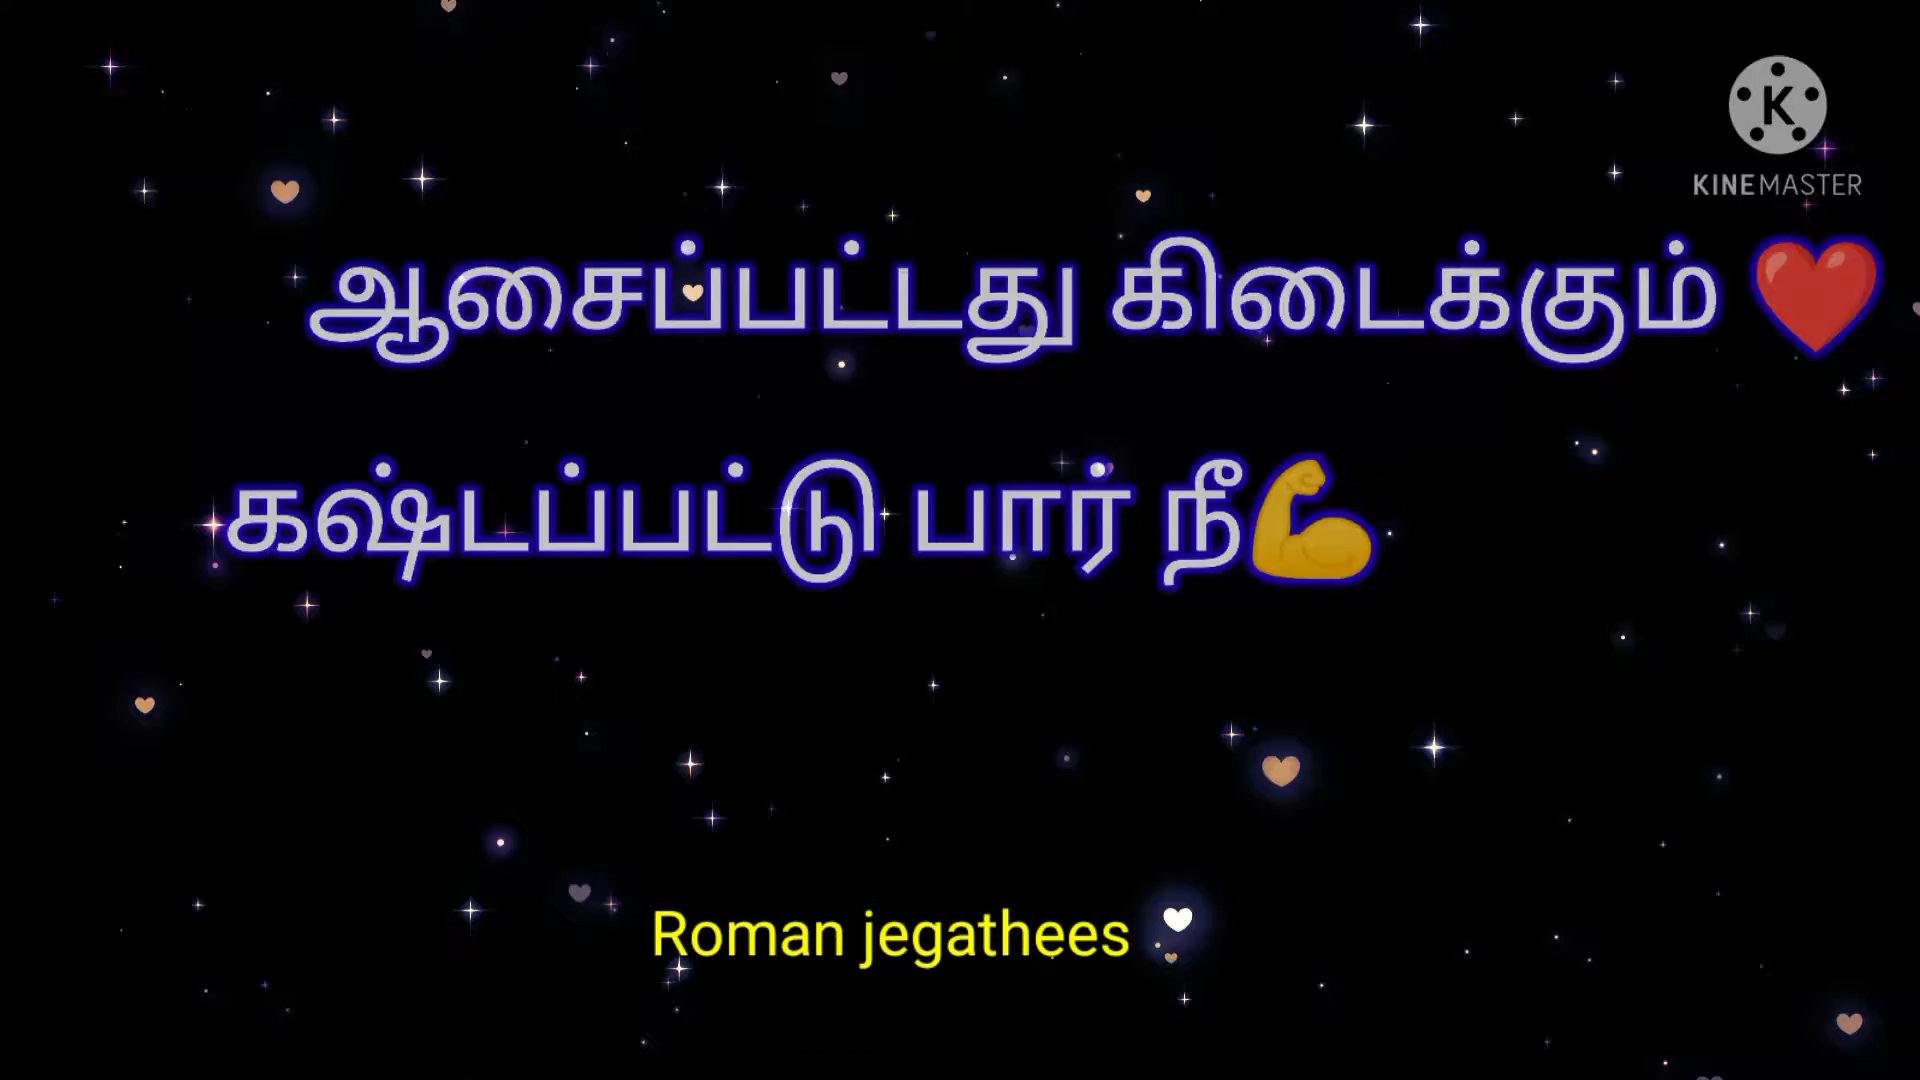 KINEMASTER
ஆசைப்பட்டது கிடைக்கும் ❤️
கஷ்டப்பட்டு பார் நீ💪
Roman jegathees